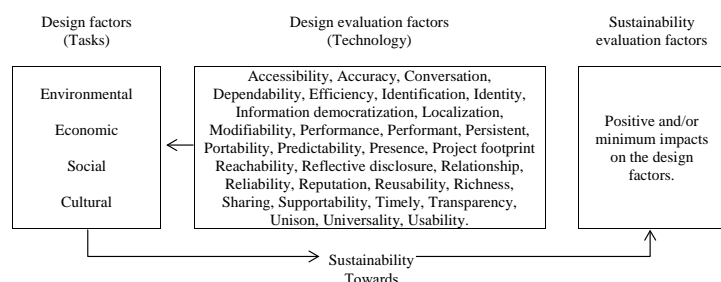 Design factors
(Tasks)
Design evaluation factors
(Technology)
Sustainability
evaluation factors
Environmental
Economic
Social
Cultural
Accessibility, Accuracy, Conversation,
Dependability, Efficiency, Identification, Identity,
Information democratization, Localization,
Modifiability, Performance, Performant, Persistent,
Portability, Predictability, Presence, Project footprint
Reachability, Reflective disclosure, Relationship,
Reliability, Reputation, Reusability, Richness,
Sharing, Supportability, Timely, Transparency,
Unison, Universality, Usability.
Positive and/or
minimum impacts
on the design
factors.
Sustainability
Towards